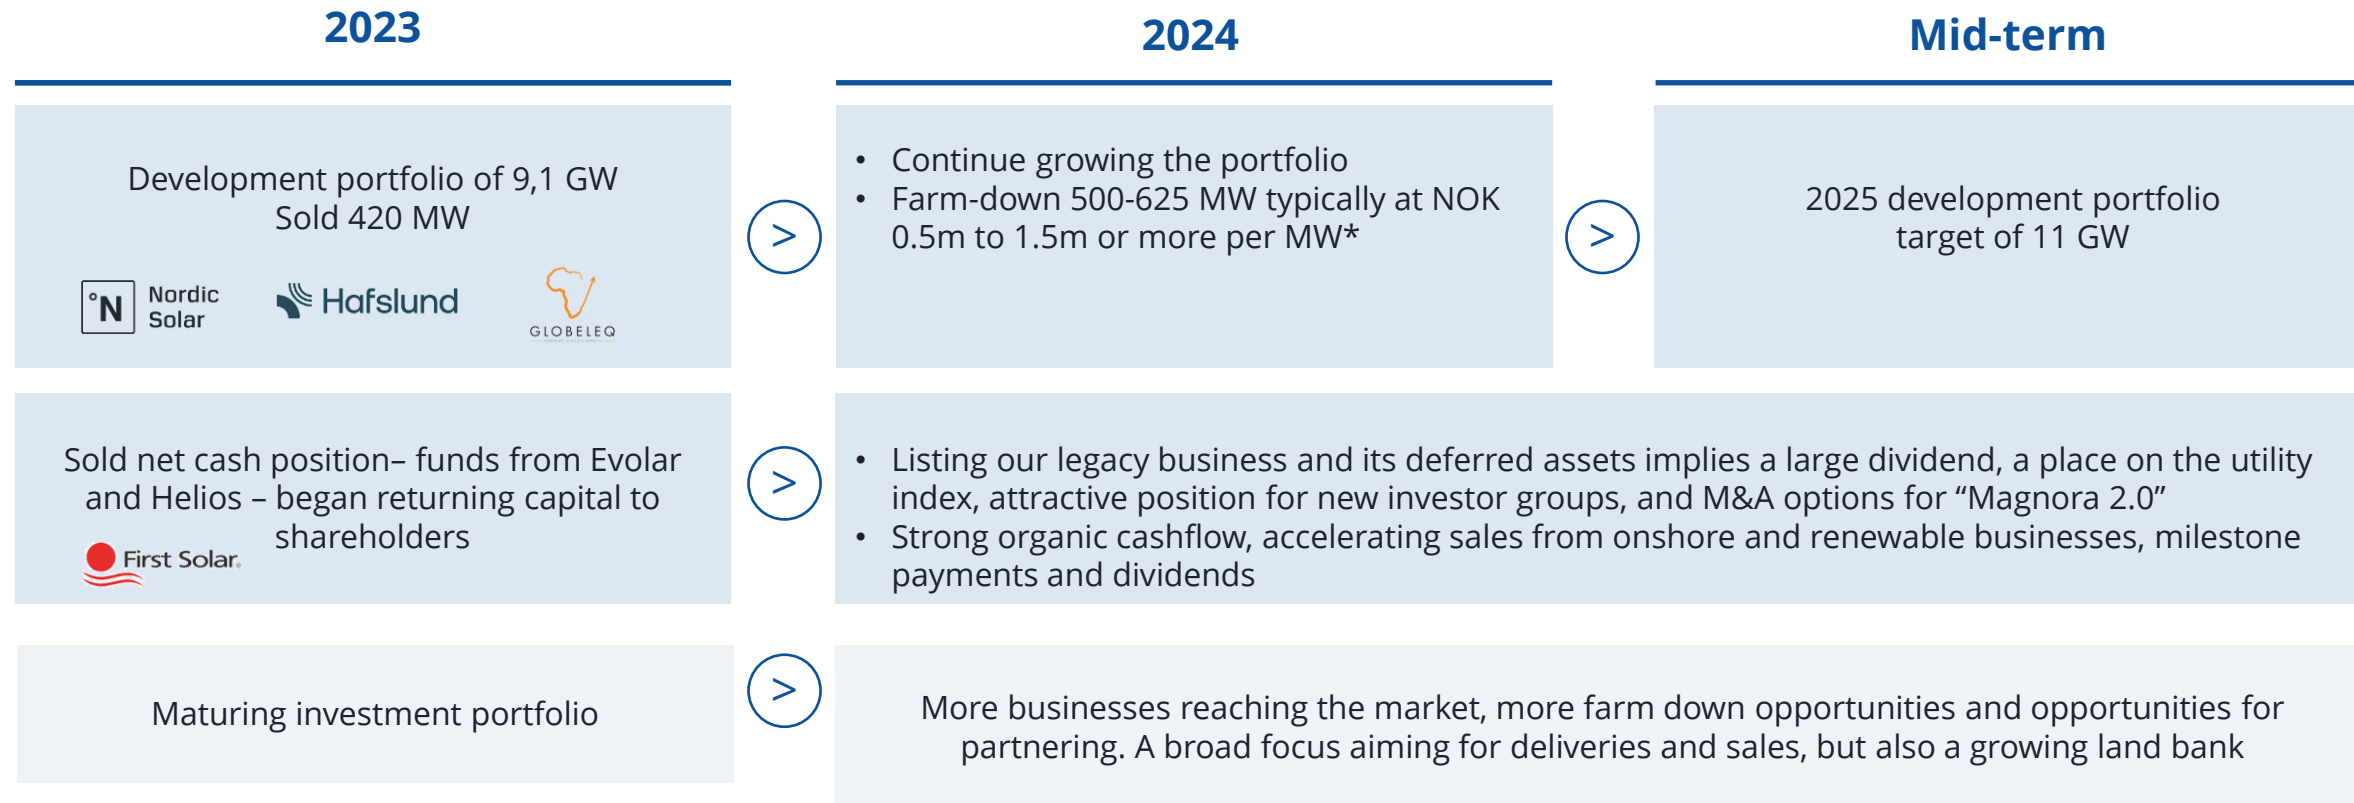 2023
2024
Mid-term
Development portfolio of 9,1 GW
Sold 420 MW
°N
Nordic
Solar
Hafslund
GLOBELEQ
>
• Continue growing the portfolio
• Farm-down 500-625 MW typically at NOK
0.5m to 1.5m or more per MW*
>
2025 development portfolio
target of 11 GW
Sold net cash position– funds from Evolar
and Helios – began returning capital to
shareholders
First Solar.
>
• Listing our legacy business and its deferred assets implies a large dividend, a place on the utility
index, attractive position for new investor groups, and M&A options for “Magnora 2.0”
• Strong organic cashflow, accelerating sales from onshore and renewable businesses, milestone
payments and dividends
Maturing investment portfolio
>
More businesses reaching the market, more farm down opportunities and opportunities for
partnering. A broad focus aiming for deliveries and sales, but also a growing land bank